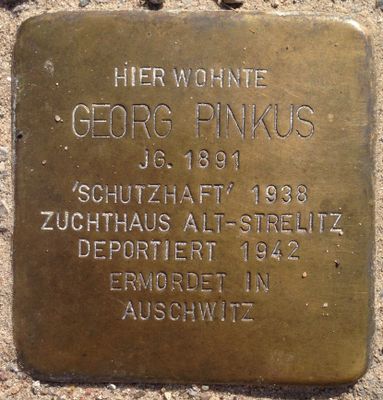 HIER WOHNTE
GEORG PINKUS
JG. 1891
'SCHUTZHAFT' 1938
ZUCHTHAUS ALT-STRELITZ
DEPORTIERT 1942
ERMORDET IN
AUSCHWITZ